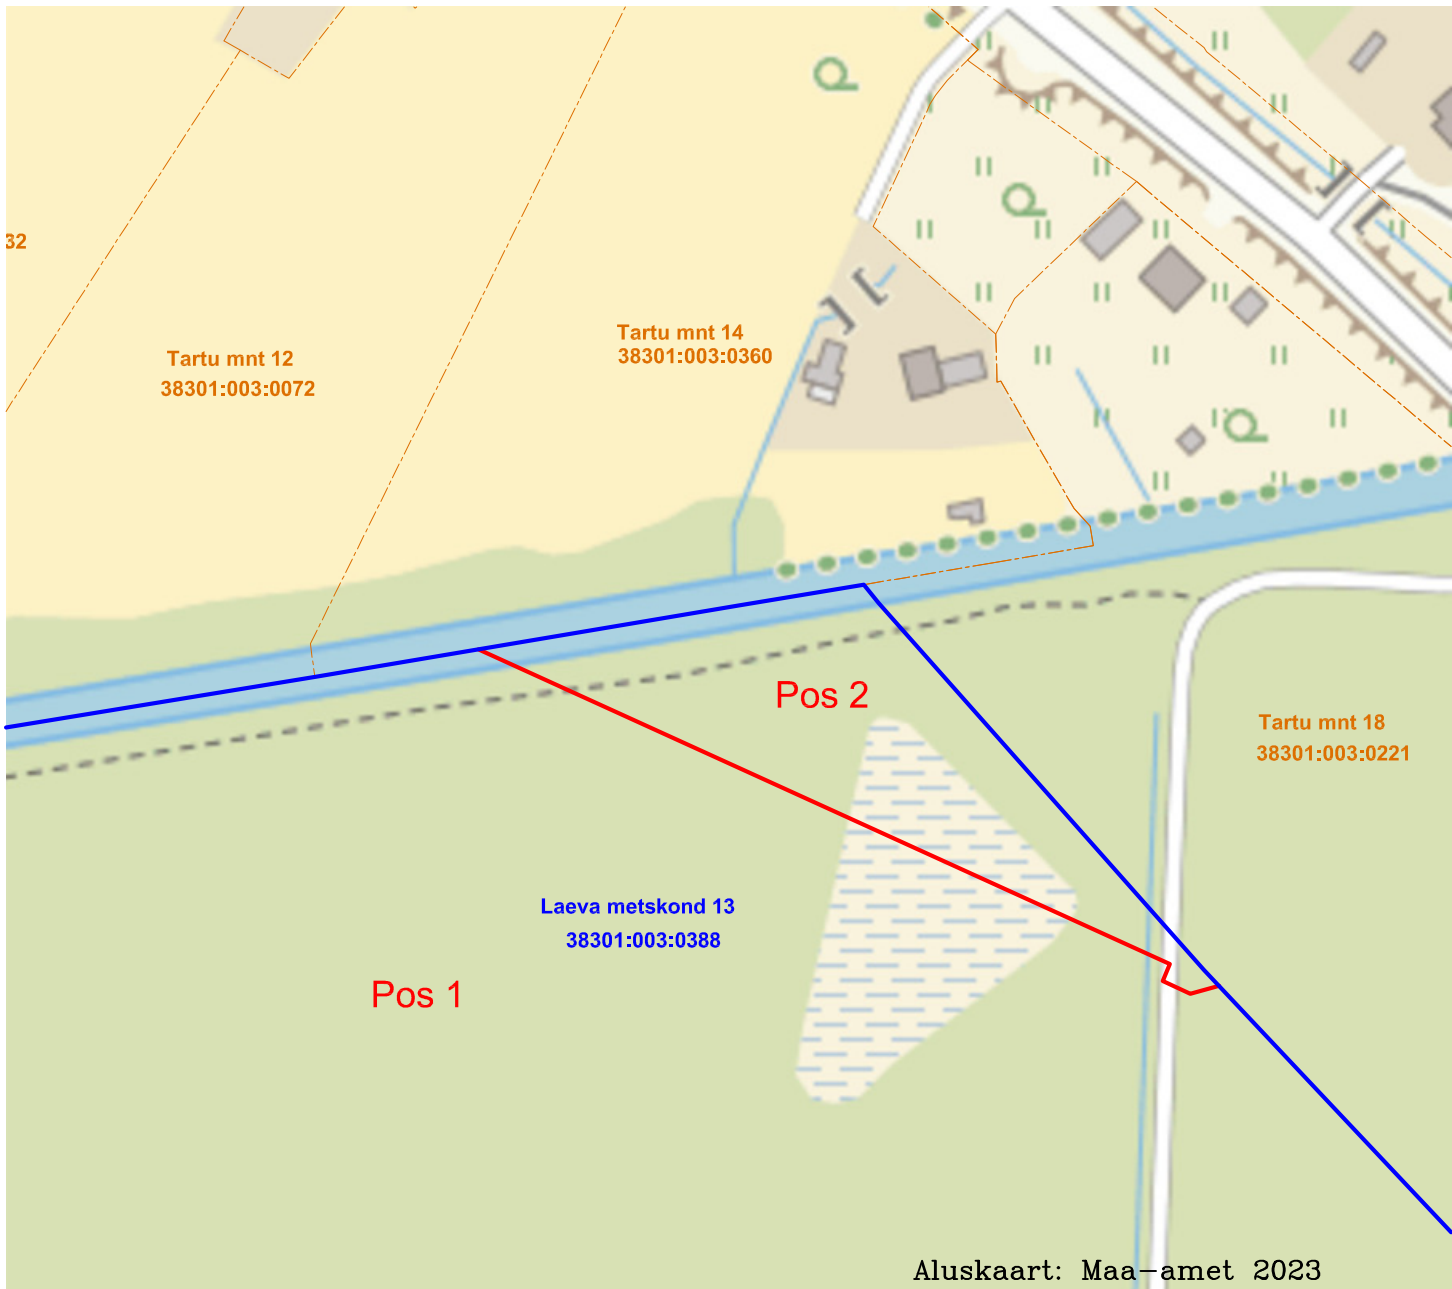 32
Tartu mnt 14
38301:003:0360
Tartu mnt 12
38301:003:0072
Pos 2
Tartu mnt 18
38301:003:0221
Laeva metskond 13
38301:003:0388
Pos 1
Aluskaart: Maa-amet 2023